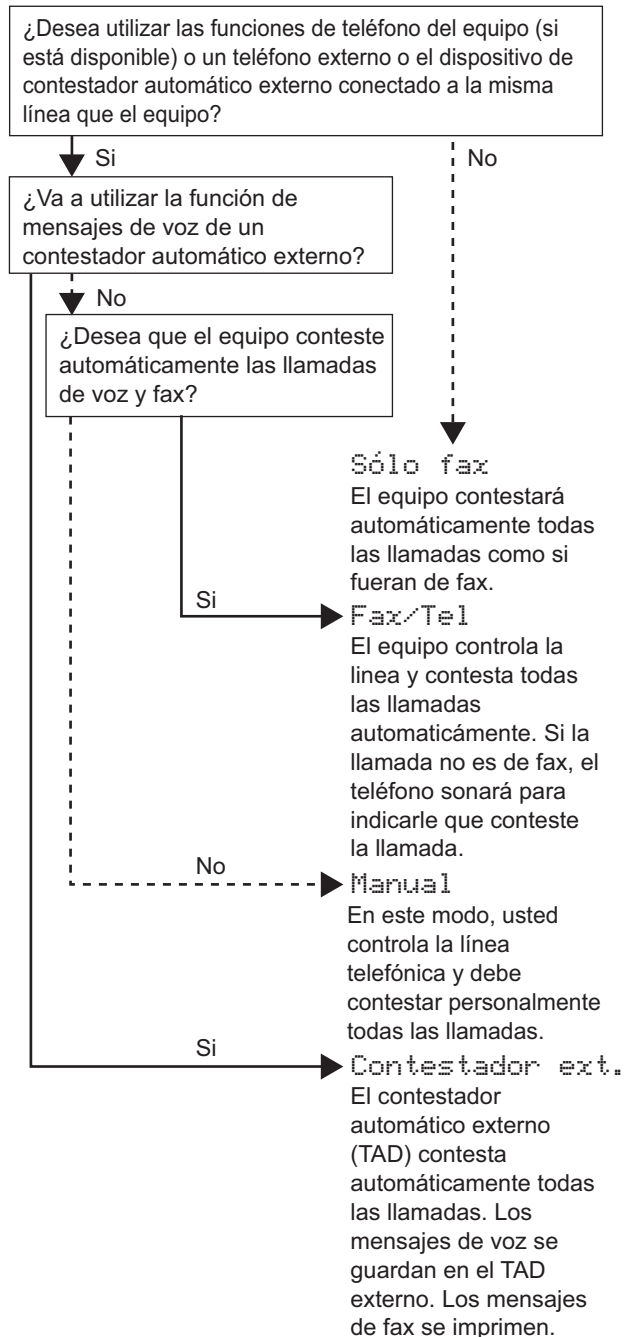 ¿Desea utilizar las funciones de teléfono del equipo (si
está disponible) o un teléfono externo o el dispositivo de
contestador automático externo conectado a la misma
línea que el equipo?
Si
No
¿Va a utilizar la función de
mensajes de voz de un
contestador automático externo?
No
¿Desea que el equipo conteste
automáticamente las llamadas
de voz y fax?
Sólo fax
El equipo contestará
automáticamente todas
las llamadas como si
fueran de fax.
Si
Fax/Tel
El equipo controla la
linea y contesta todas
las llamadas
automaticámente. Si la
llamada no es de fax, el
teléfono sonará para
indicarle que conteste
la llamada.
No
Manual
En este modo, usted
controla la línea
telefónica y debe
contestar personalmente
todas las llamadas.
Si
Contestador ext.
El contestador
automático externo
(TAD) contesta
automáticamente todas
las llamadas. Los
mensajes de voz se
guardan en el TAD
externo. Los mensajes
de fax se imprimen.